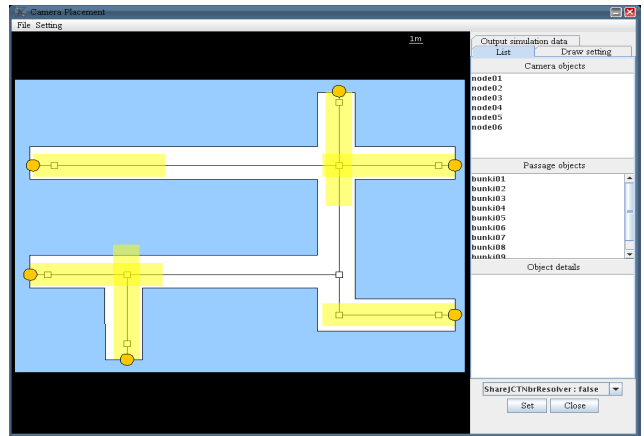 Camera Placement
File Setting
1m
Output simulation data
List
Draw setting
Camera objects
node01
node02
node03
node04
node05
node06
Passage objects
bunki01
bunki02
bunki03
bunki04
bunki05
bunki06
bunki07
bunki08
bunki09
Object details
ShareJCTNbrResolver : false
Set
Close